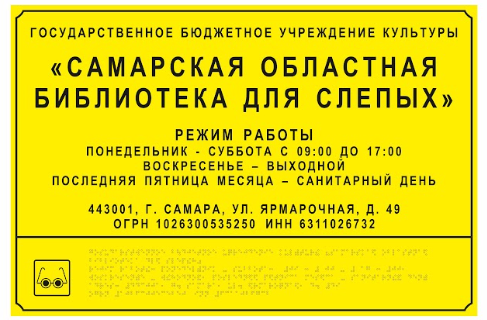 ГОСУДАРСТВЕННОЕ БЮДЖЕТНОЕ УЧРЕЖДЕНИЕ КУЛЬТУРЫ
«САМАРСКАЯ ОБЛАСТНАЯ
БИБЛИОТЕКА ДЛЯ СЛЕПЫХ»
РЕЖИМ РАБОТЫ
ПОНЕДЕЛЬНИК - СУББОТА С 09:00 ДО 17:00
ВОСКРЕСЕНЬЕ – ВЫХОДНОЙ
ПОСЛЕДНЯЯ ПЯТНИЦА МЕСЯЦА – САНИТАРНЫЙ ДЕНЬ
443001, Г. САМАРА, УЛ. ЯРМАРОЧНАЯ, Д. 49
ОГРН 1026300535250 ИНН 6311026732